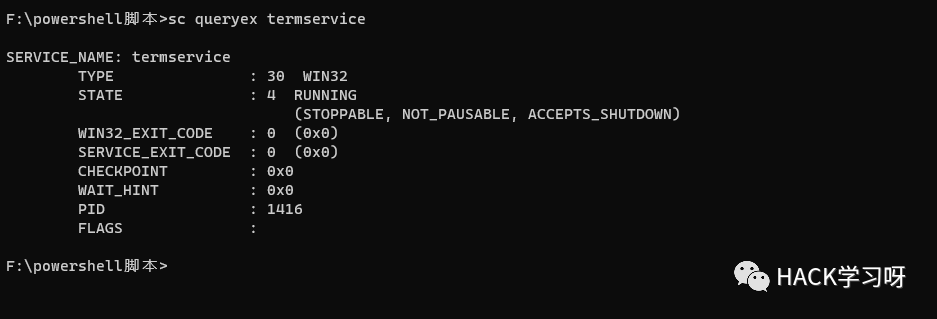 F:\powershell脚本>sc queryex termservice
SERVICE_NAME: termservice
        TYPE               : 30  WIN32
        STATE              : 4  RUNNING
                                (STOPPABLE, NOT_PAUSABLE, ACCEPTS_SHUTDOWN)
        WIN32_EXIT_CODE    : 0  (0x0)
        SERVICE_EXIT_CODE  : 0  (0x0)
        CHECKPOINT         : 0x0
        WAIT_HINT          : 0x0
        PID                : 1416
        FLAGS              :
F:\powershell脚本>
HACK学习呀